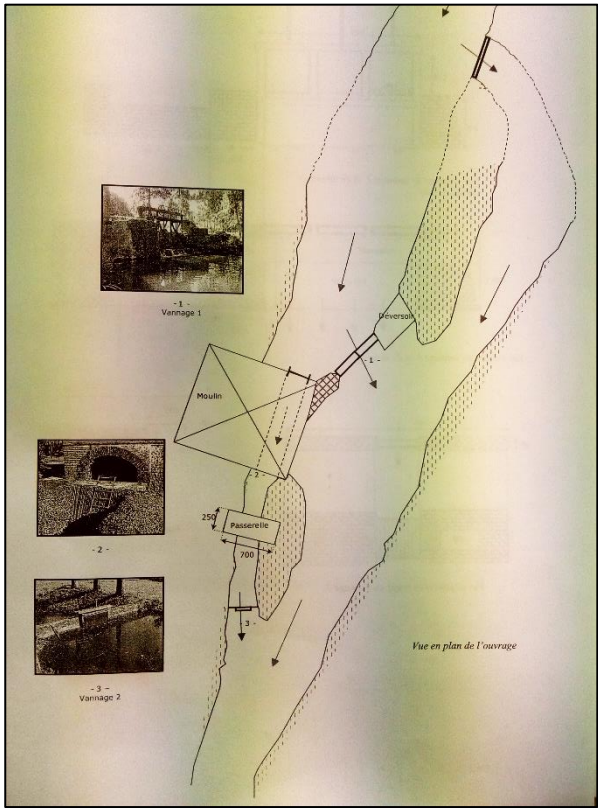 - 1 -
Vannage 1
Déversoir
- 1 -
Moulin
- 2 -
250
Passerelle
700
- 2 -
- 3 -
Vue en plan de l'ouvrage
- 3 -
Vannage 2